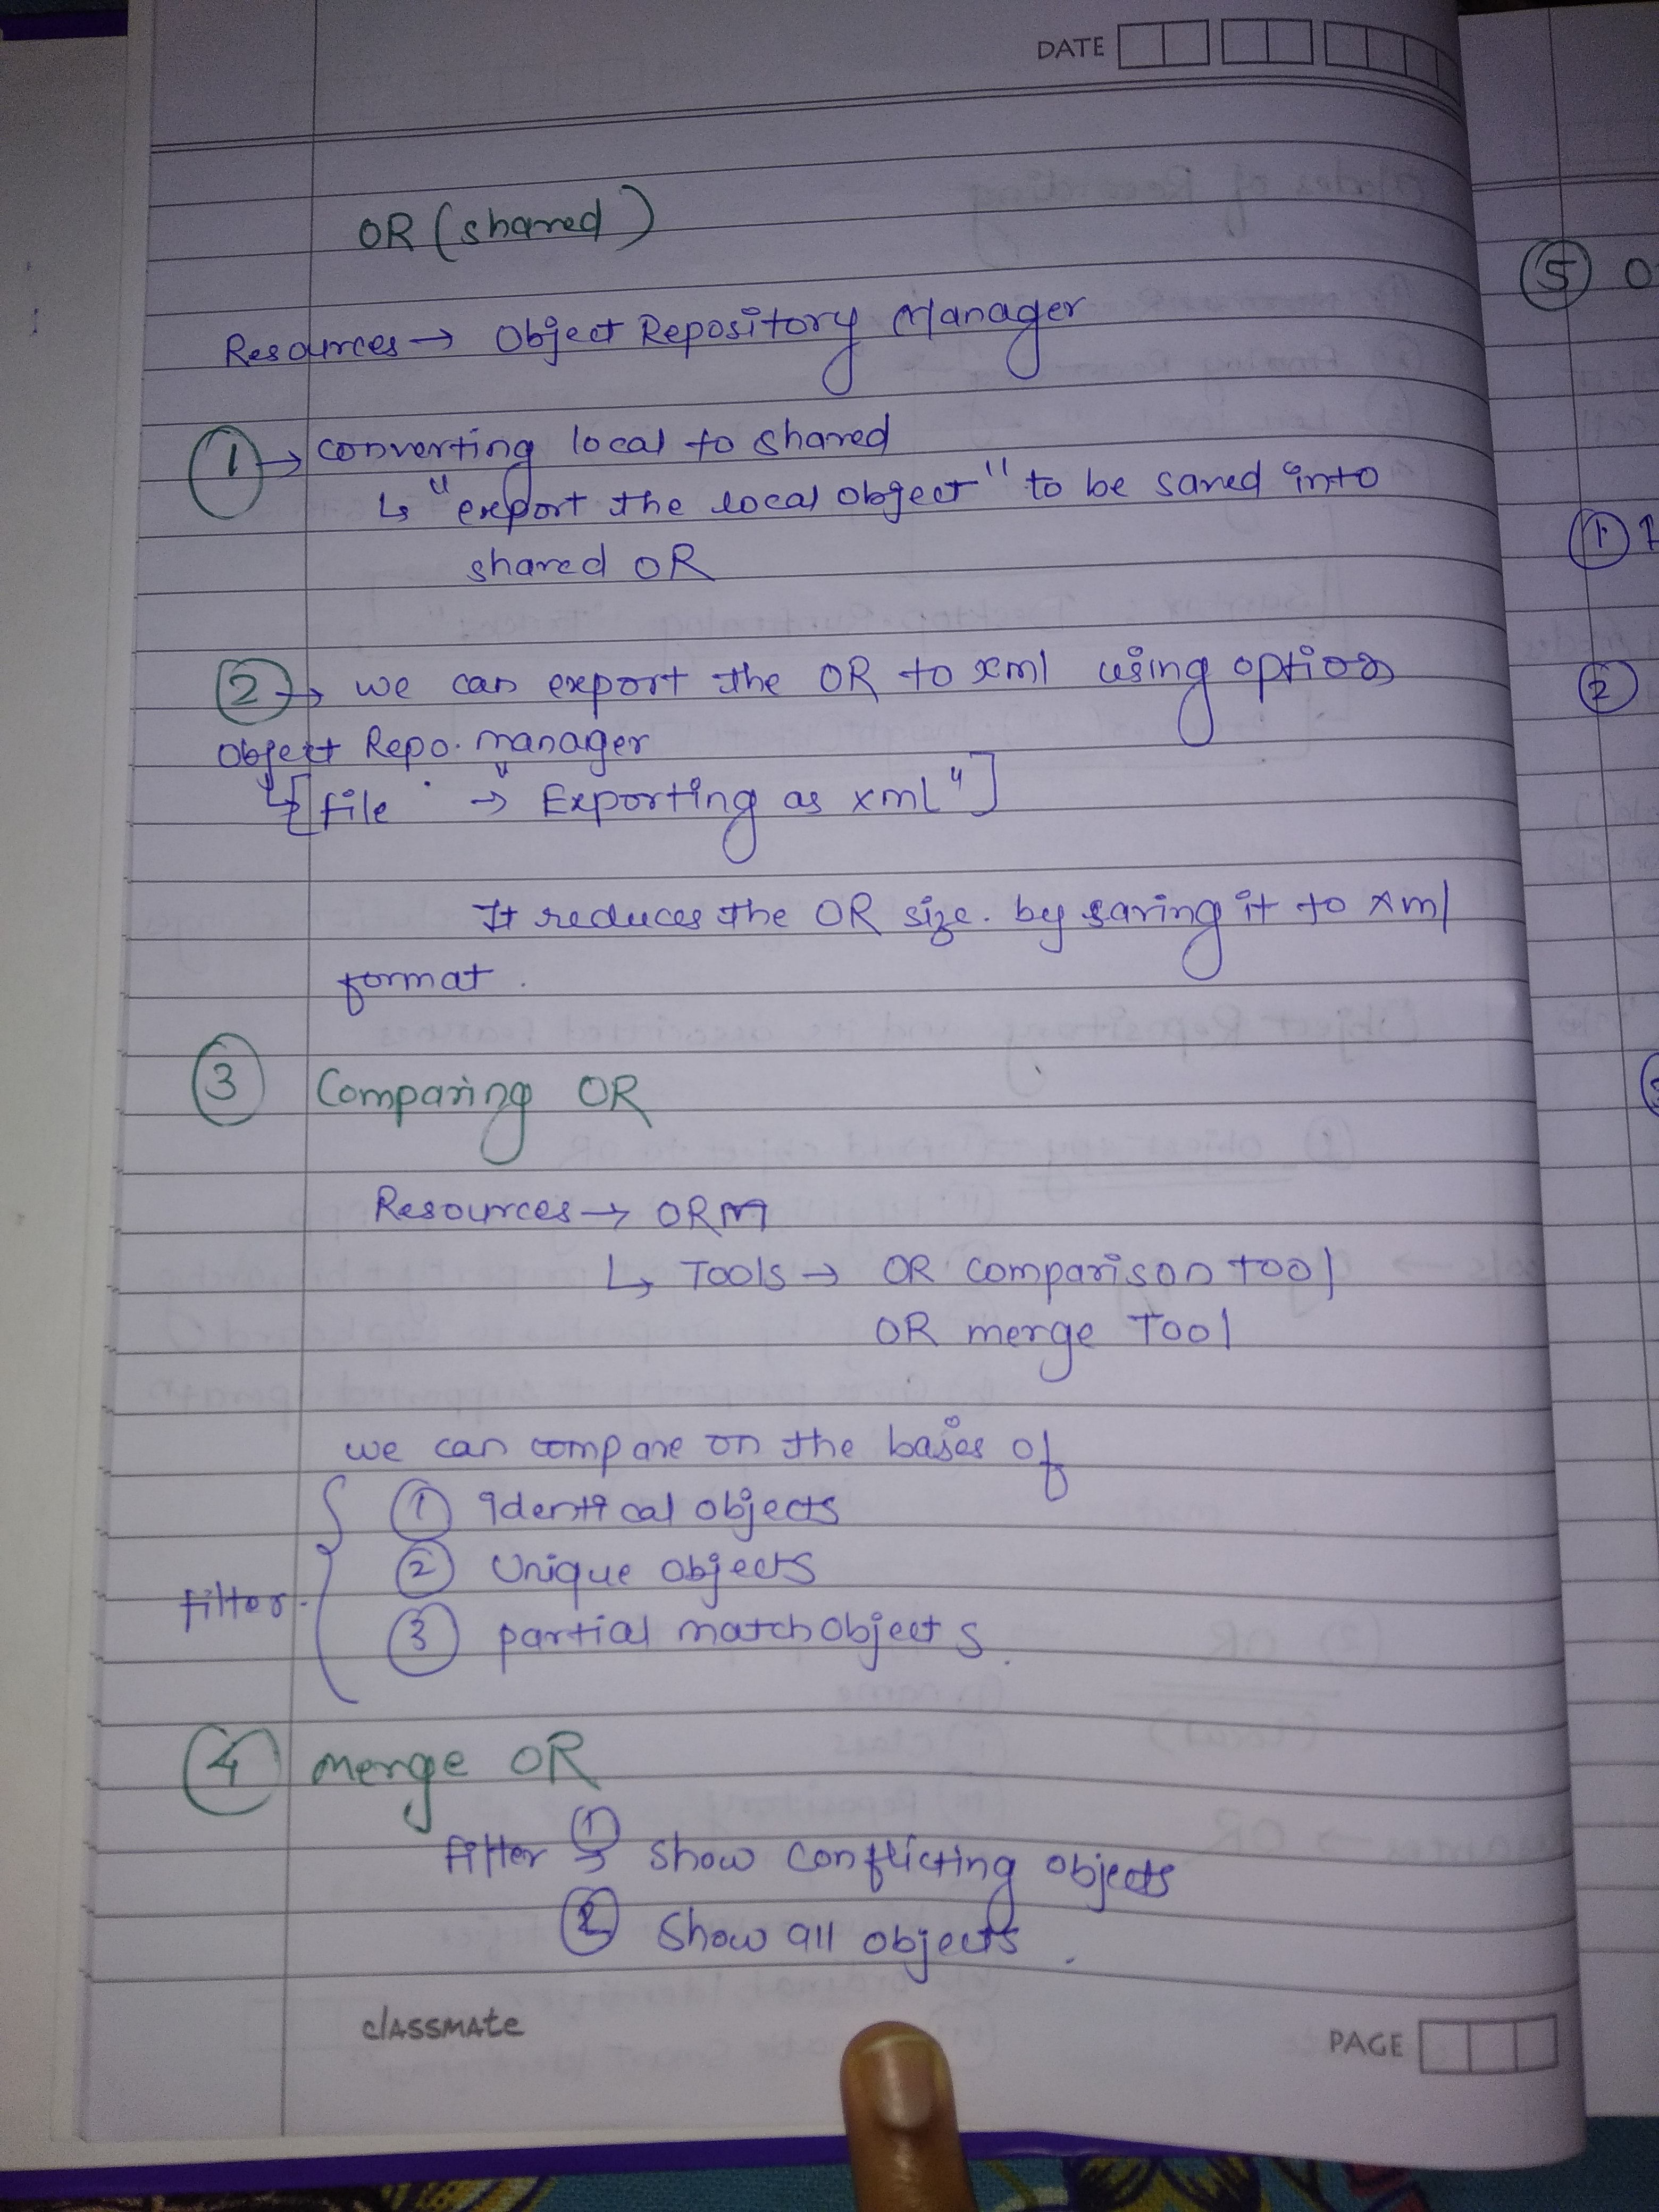 DATE
OR (shared)
Resources → Object Repository Manager
① → converting local to shared
↳ "export the local object" to be saved into
shared OR
② → we can export the OR to xml using option
Object Repo. manager
↳ [file → "Exporting as xml"]
It reduces the OR size. by saving it to xml
format.
③ Comparing OR
Resources → ORM
↳ Tools → OR comparison tool
OR merge Tool
we can compare on the bases of
① identical objects
② Unique objects
filter
③ partial match objects.
④ merge OR
filter ① → show conflicting objects
② Show all objects.
classmate
PAGE
⑤
①
②